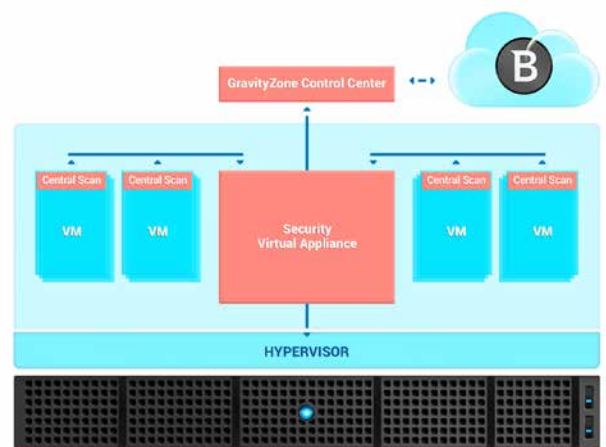 B
GravityZone Control Center
Central Scan
Central Scan
Central Scan
Central Scan
VM
VM
Security
Virtual Appliance
VM
VM
HYPERVISOR